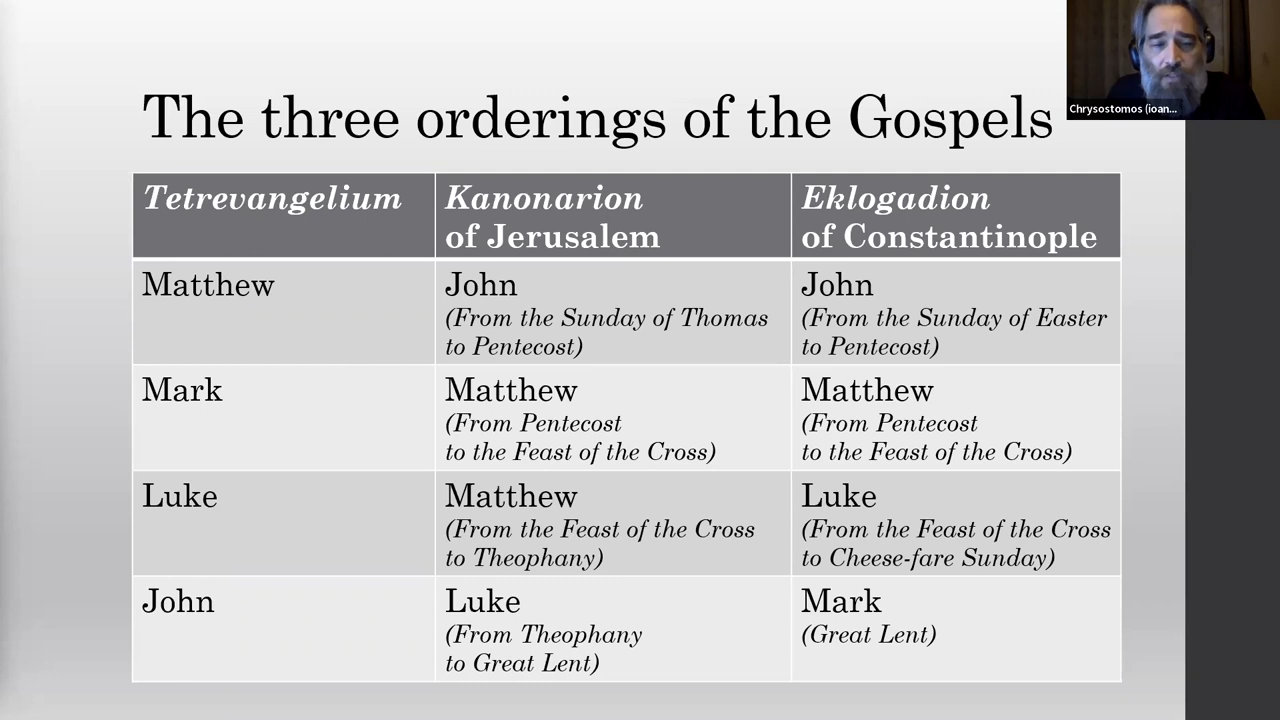 The three orderings of the Gospels
Chrysostomos (ioan...
Tetrevangelium
Kanonarion
of Jerusalem
Eklogadion
of Constantinople
Matthew
John
(From the Sunday of Thomas
to Pentecost)
John
(From the Sunday of Easter
to Pentecost)
Mark
Matthew
(From Pentecost
to the Feast of the Cross)
Matthew
(From Pentecost
to the Feast of the Cross)
Luke
Matthew
(From the Feast of the Cross
to Theophany)
Luke
(From the Feast of the Cross
to Cheese-fare Sunday)
John
Luke
(From Theophany
to Great Lent)
Mark
(Great Lent)